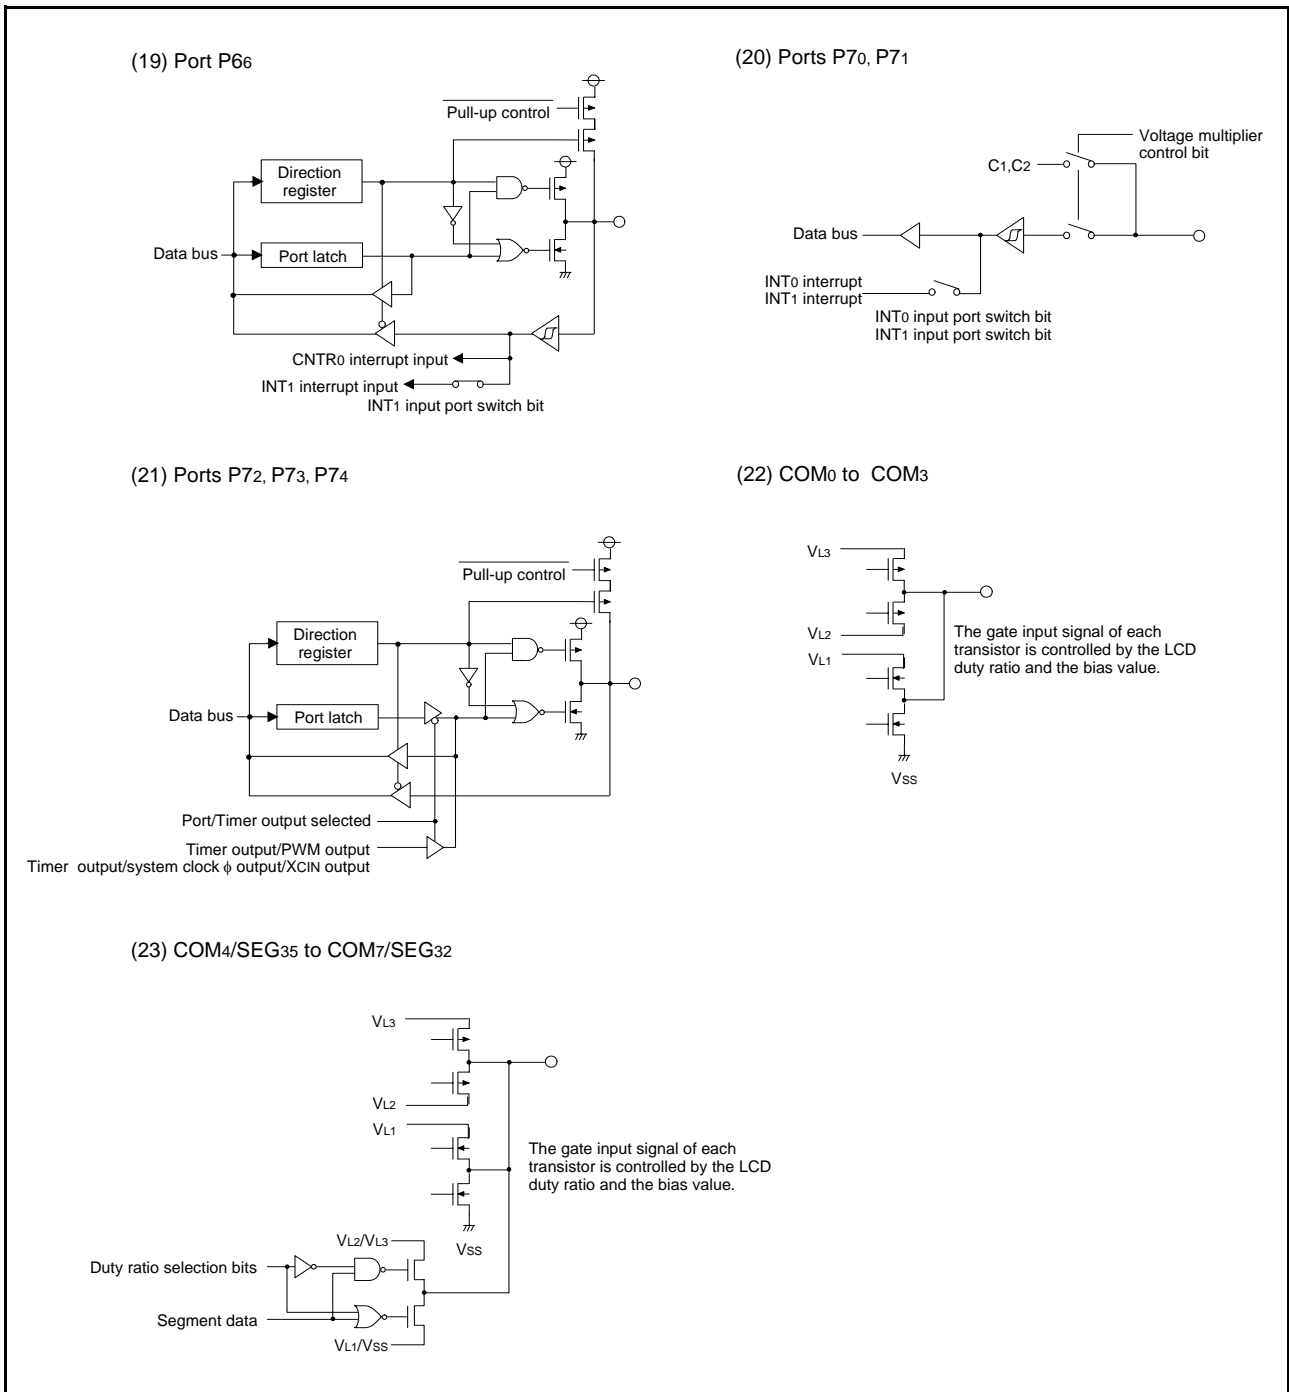 (19) Port P66
Pull-up control
Direction
register
Data bus
Port latch
CNTR0 interrupt input
INT1 interrupt input
INT1 input port switch bit
(20) Ports P70, P71
Voltage multiplier
control bit
C1,C2
Data bus
INT0 interrupt
INT1 interrupt
INT0 input port switch bit
INT1 input port switch bit
(21) Ports P72, P73, P74
Pull-up control
Direction
register
Data bus
Port latch
Port/Timer output selected
Timer output/PWM output
Timer output/system clock ϕ output/XCIN output
(22) COM0 to COM3
VL3
VL2
VL1
VSS
The gate input signal of each
transistor is controlled by the LCD
duty ratio and the bias value.
(23) COM4/SEG35 to COM7/SEG32
VL3
VL2
VL1
VSS
The gate input signal of each
transistor is controlled by the LCD
duty ratio and the bias value.
VL2/VL3
Duty ratio selection bits
Segment data
VL1/VSS